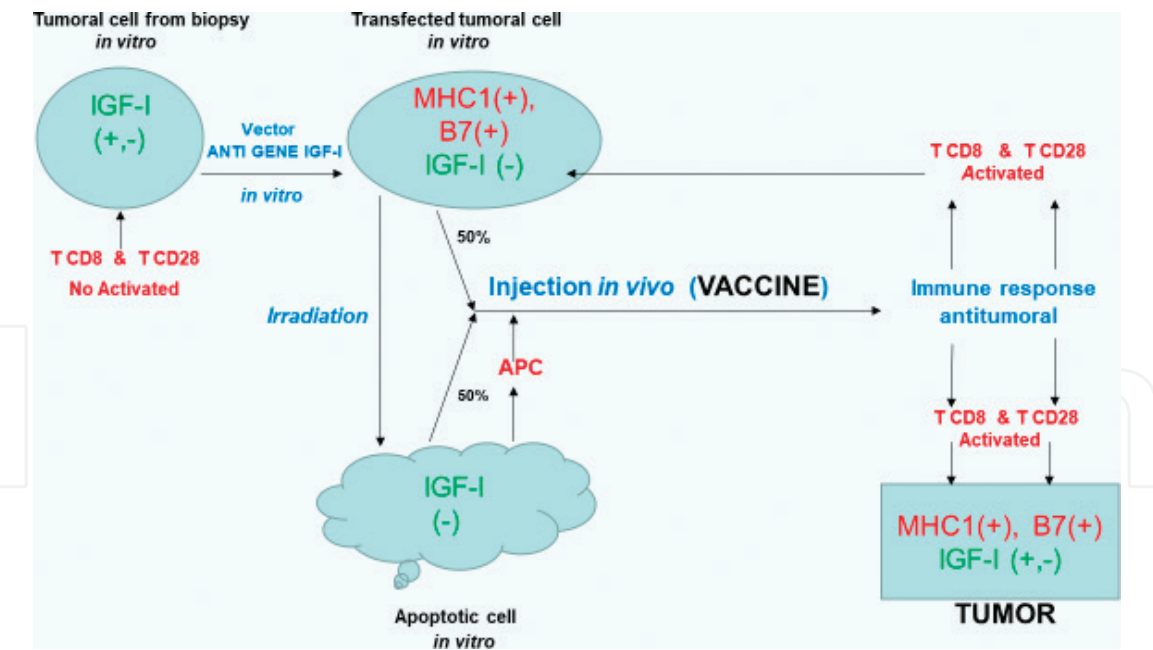 Tumoral cell from biopsy
in vitro
Transfected tumoral cell
in vitro
IGF-I
(+,-)
Vector
ANTI GENE IGF-I
in vitro
MHC1(+),
B7(+)
IGF-I (-)
T CD8 & T CD28
Activated
T CD8 & T CD28
No Activated
50%
Injection in vivo (VACCINE)
Immune response
antitumoral
Irradiation
APC
50%
T CD8 & T CD28
Activated
IGF-I
(-)
MHC1(+), B7(+)
IGF-I (+,-)
TUMOR
Apoptotic cell
in vitro